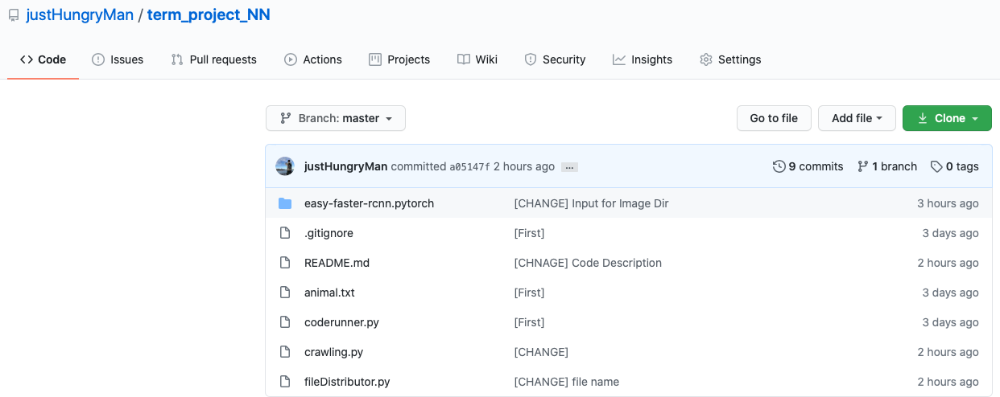 justHungryMan / term_project_NN
Code Issues Pull requests Actions Projects Wiki Security Insights Settings
Branch: master Go to file Add file Clone
justHungryMan committed a05147f 2 hours ago ... 9 commits 1 branch 0 tags
easy-faster-rcnn.pytorch [CHANGE] Input for Image Dir 3 hours ago
.gitignore [First] 3 days ago
README.md [CHNAGE] Code Description 2 hours ago
animal.txt [First] 3 days ago
coderunner.py [First] 3 days ago
crawling.py [CHANGE] 2 hours ago
fileDistributor.py [CHANGE] file name 2 hours ago